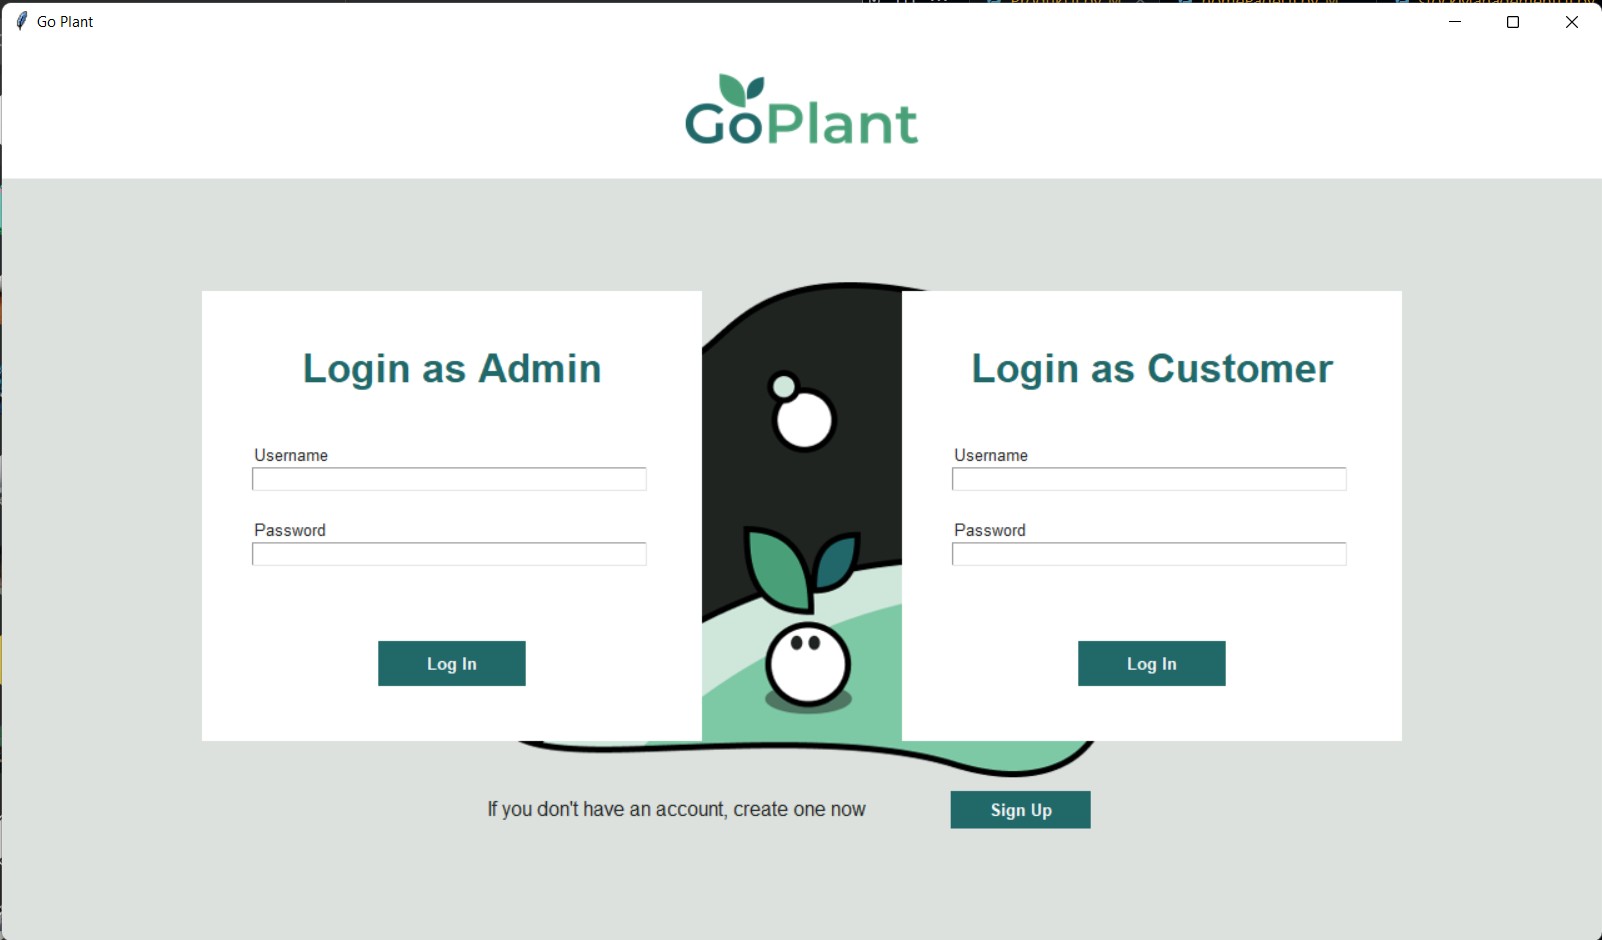 Go Plant
GoPlant
Login as Admin
Username
Password
Log In
Login as Customer
Username
Password
Log In
If you don't have an account, create one now
Sign Up